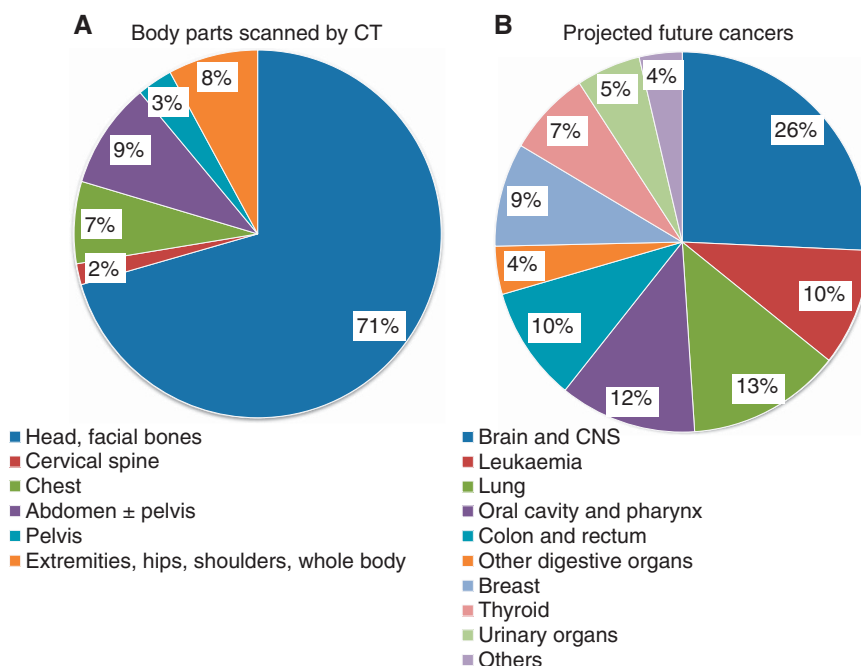 A Body parts scanned by CT
8%
3%
9%
7%
2%
71%
Head, facial bones
Cervical spine
Chest
Abdomen ± pelvis
Pelvis
Extremities, hips, shoulders, whole body
B Projected future cancers
4%
5%
26%
7%
9%
4%
10%
10%
12%
13%
Brain and CNS
Leukaemia
Lung
Oral cavity and pharynx
Colon and rectum
Other digestive organs
Breast
Thyroid
Urinary organs
Others